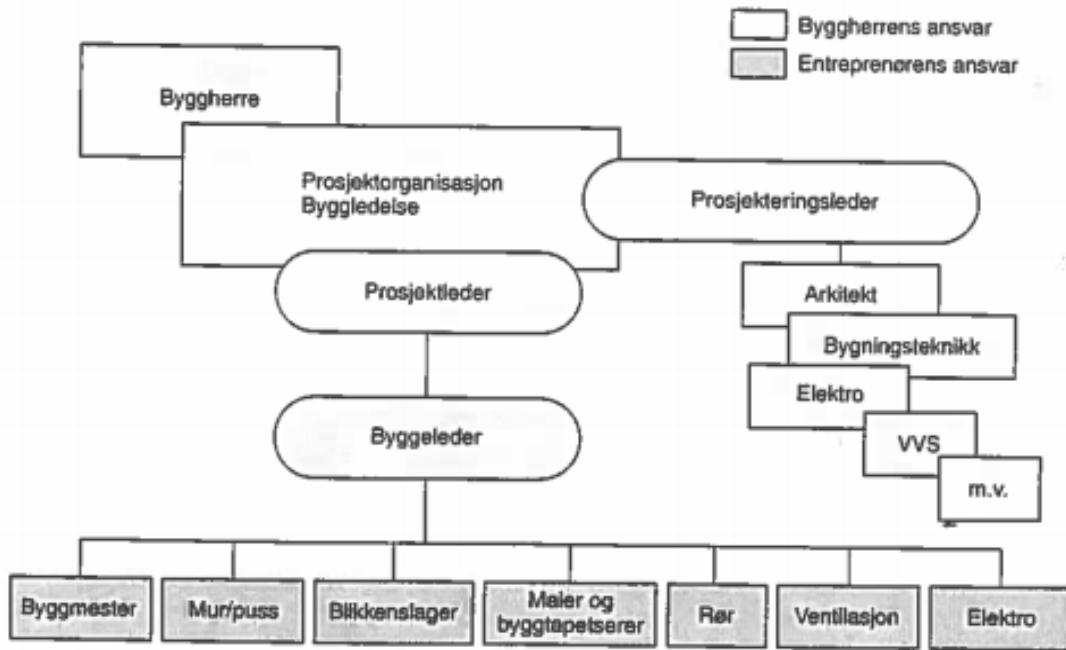 Byggherrens ansvar
Entreprenørens ansvar
Byggherre
Prosjektorganisasjon
Byggledelse
Prosjekteringsleder
Prosjektleder
Arkitekt
Bygningsteknikk
Elektro
VVS
m.v.
Byggeleder
Byggmester
Mur/puss
Blikkenslager
Maler og
byggtapetserer
Rør
Ventilasjon
Elektro